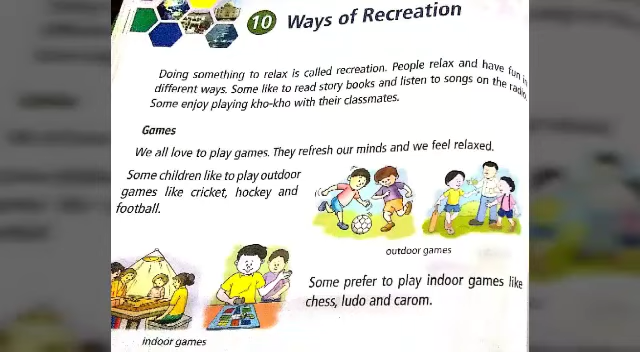 10 Ways of Recreation
Doing something to relax is called recreation. People relax and have fun in
different ways. Some like to read story books and listen to songs on the radio.
Some enjoy playing kho-kho with their classmates.
Games
We all love to play games. They refresh our minds and we feel relaxed.
Some children like to play outdoor
games like cricket, hockey and
football.
outdoor games
Some prefer to play indoor games like
chess, ludo and carom.
indoor games